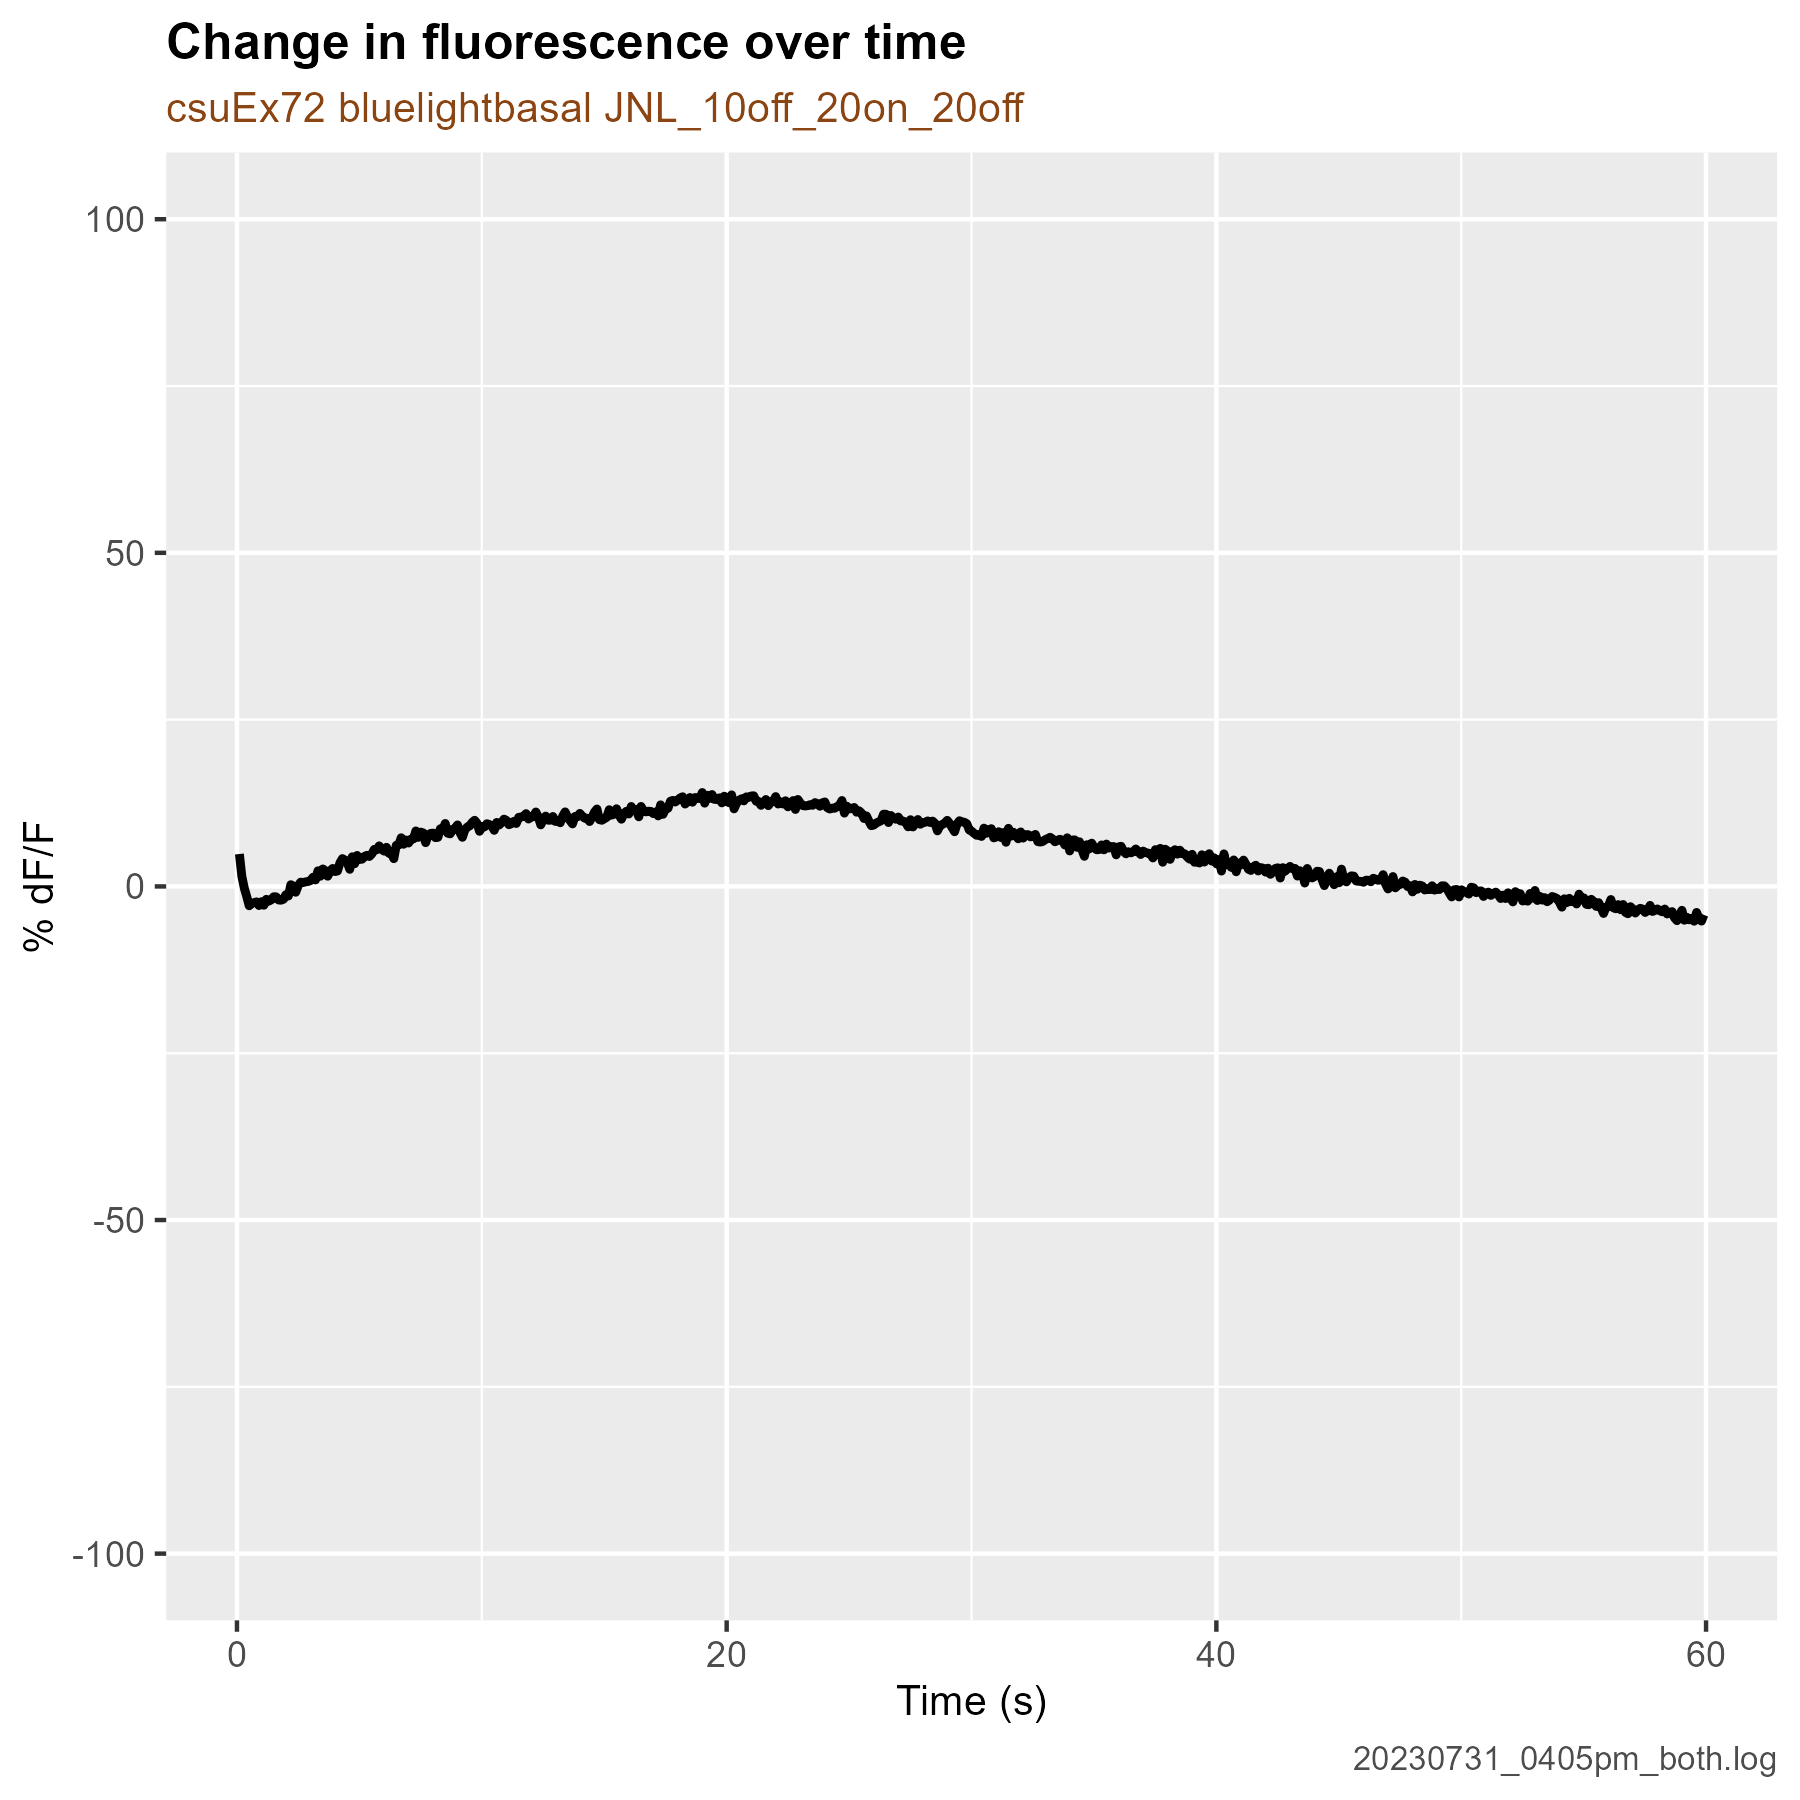 Change in fluorescence over time
csuEx72 bluelightbasal JNL_10off_20on_20off
100
50
0
-50
-100
% dF/F
0 20 40 60
Time (s)
20230731_0405pm_both.log